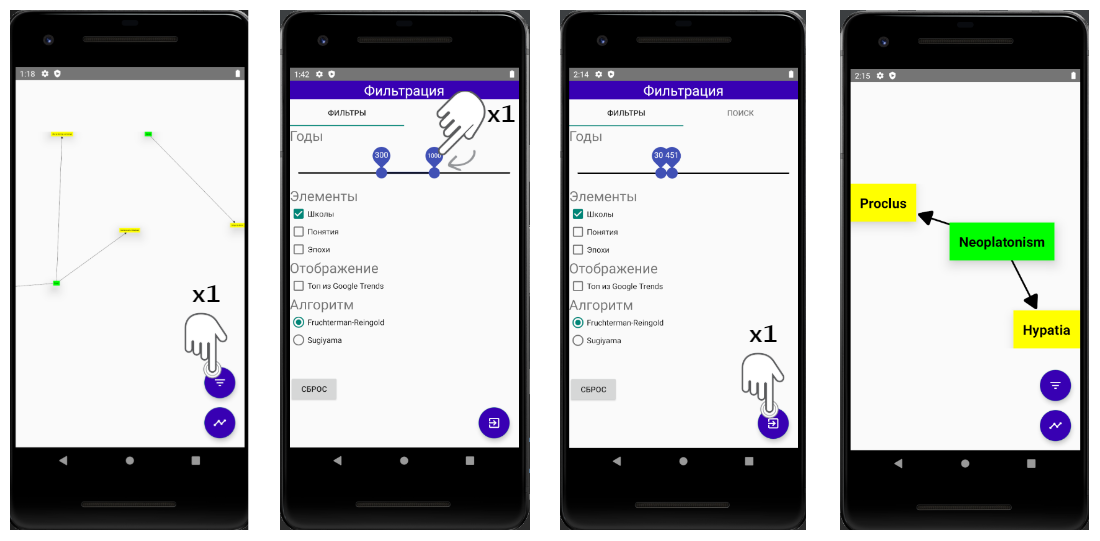 1:18
x1
1:42
Фильтрация
ФИЛЬТРЫ
x1
Годы
300
1000
Элементы
Школы
Понятия
Эпохи
Отображение
Топ из Google Trends
Алгоритм
Fruchterman-Reingold
Sugiyama
СБРОС
2:14
Фильтрация
ФИЛЬТРЫ
ПОИСК
Годы
30
451
Элементы
Школы
Понятия
Эпохи
Отображение
Топ из Google Trends
Алгоритм
Fruchterman-Reingold
Sugiyama
x1
СБРОС
2:15
Proclus
Neoplatonism
Hypatia